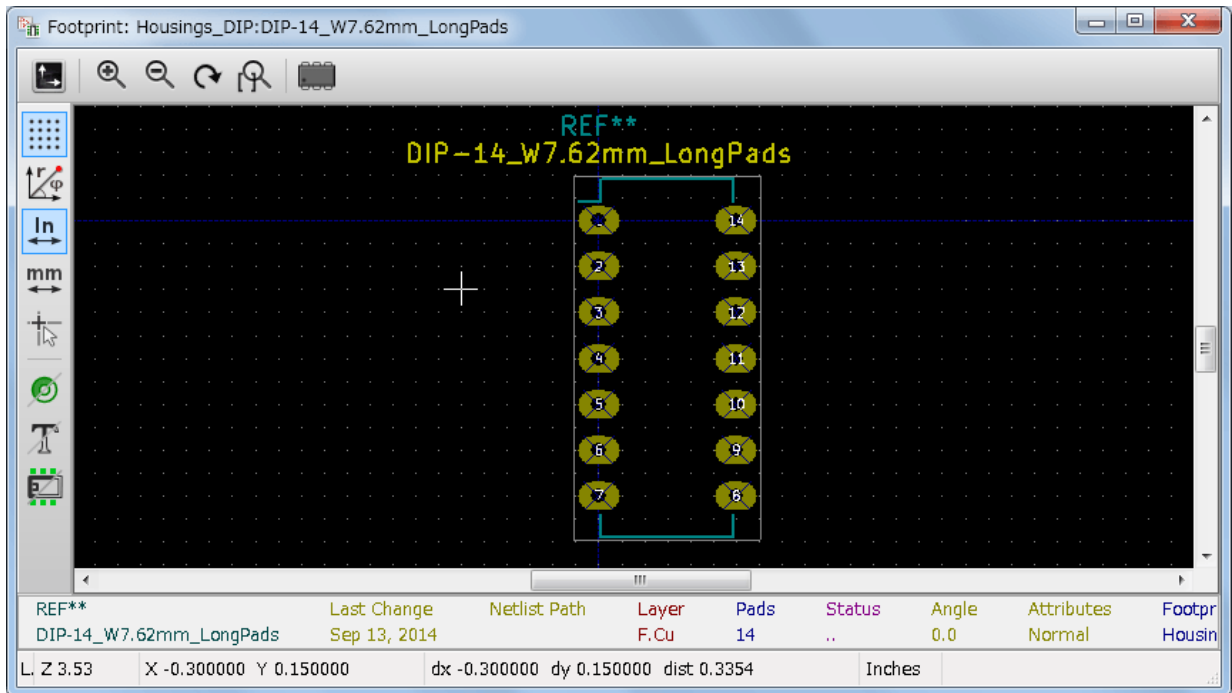 Footprint: Housings_DIP:DIP-14_W7.62mm_LongPads
In
mm
REF**
DIP-14_W7.62mm_LongPads
1 14
2 13
3 12
4 11
5 10
6 9
7 8
REF** Last Change Netlist Path Layer Pads Status Angle Attributes Footpr
DIP-14_W7.62mm_LongPads Sep 13, 2014 F.Cu 14 .. 0.0 Normal Housin
L. Z 3.53 X -0.300000 Y 0.150000 dx -0.300000 dy 0.150000 dist 0.3354 Inches